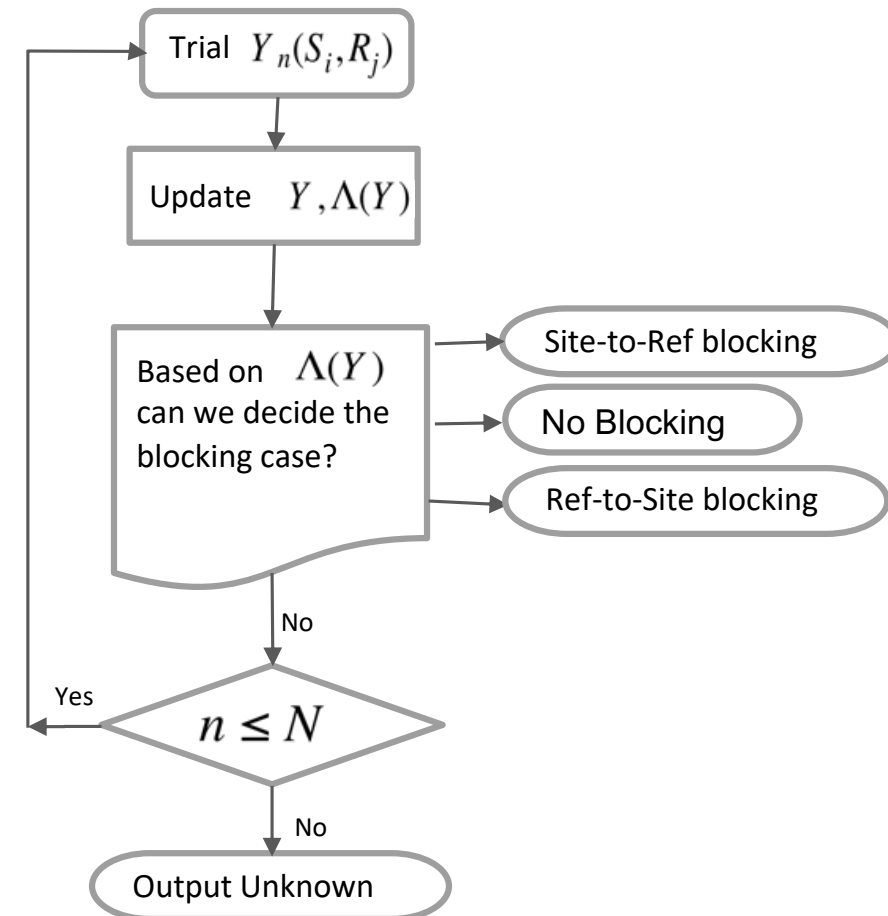 Trial Y_n(S_i, R_j)
Update Y, Λ(Y)
Based on Λ(Y)
can we decide the
blocking case?
Site-to-Ref blocking
No Blocking
Ref-to-Site blocking
No
Yes
n ≤ N
No
Output Unknown